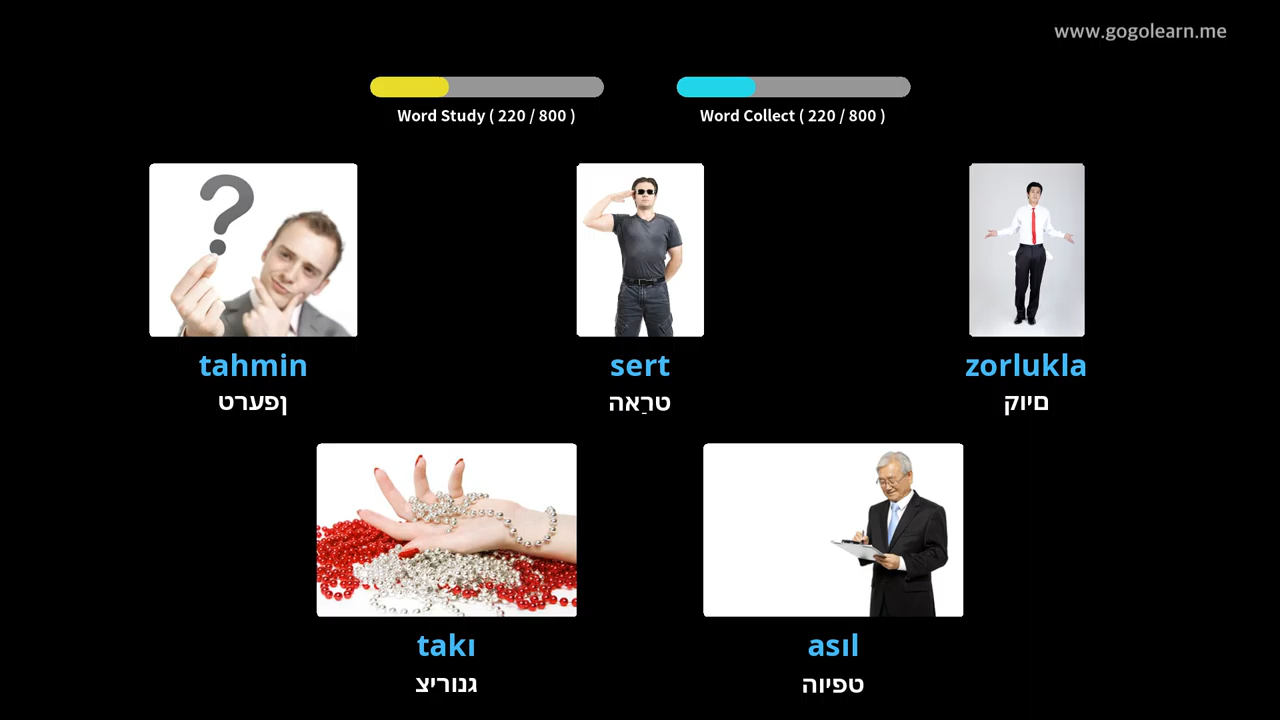 www.gogolearn.me
Word Study ( 220 / 800 )
Word Collect ( 220 / 800 )
tahmin
ןפערט
sert
טרַאה
zorlukla
םיוק
takı
גנוריצ
asıl
טפיוה